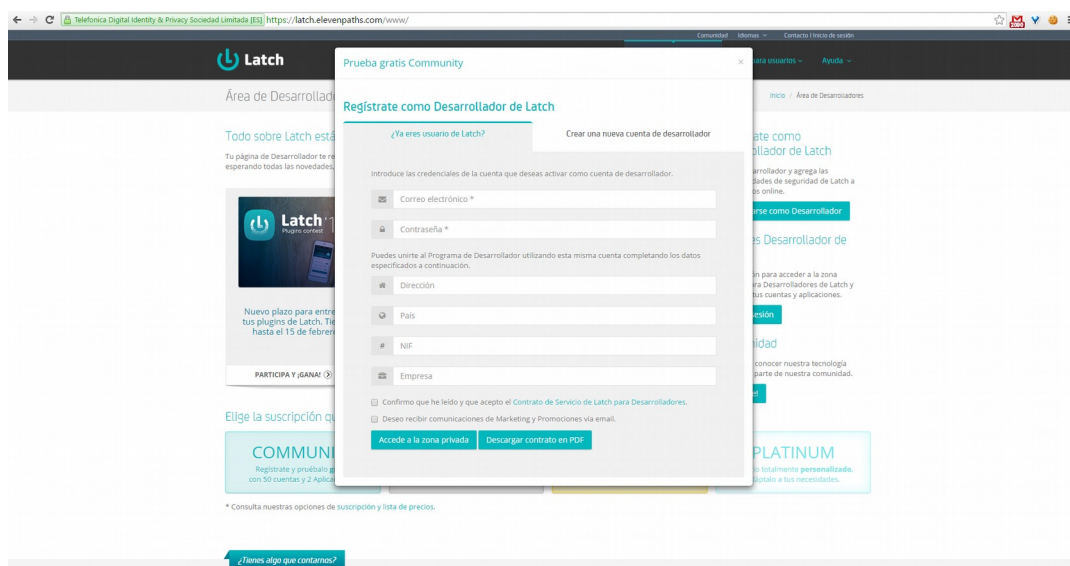 Telefonica Digital Identity & Privacy Sociedad Limitada [ES] https://latch.elevenpaths.com/www/
Comunidad Idiomas Contacto | Inicio de sesión
Latch
para usuarios Ayuda
Área de Desarrollad
Inicio / Área de Desarrolladores
Prueba gratis Community ×
Regístrate como Desarrollador de Latch
¿Ya eres usuario de Latch? Crear una nueva cuenta de desarrollador
Introduce las credenciales de la cuenta que deseas activar como cuenta de desarrollador.
Correo electrónico *
Contraseña *
Puedes unirte al Programa de Desarrollador utilizando esta misma cuenta completando los datos
especificados a continuación.
Dirección
País
# NIF
Empresa
Confirmo que he leído y que acepto el Contrato de Servicio de Latch para Desarrolladores.
Deseo recibir comunicaciones de Marketing y Promociones vía email.
Accede a la zona privada Descargar contrato en PDF
Todo sobre Latch está
Tu página de Desarrollador te re
esperando todas las novedades,
Latch
Plugins contest
Nuevo plazo para entre
tus plugins de Latch. Tie
hasta el 15 de febrer
PARTICIPA Y ¡GANA!
ate como
ollador de Latch
arrollador y agrega las
dades de seguridad de Latch a
os online.
arse como Desarrollador
es Desarrollador de
ón para acceder a la zona
ra Desarrolladores de Latch y
tus cuentas y aplicaciones.
sesión
nidad
conocer nuestra tecnología
parte de nuestra comunidad.
Elige la suscripción qu
COMMUNI
Regístrate y pruébalo g
con 50 cuentas y 2 Aplica
PLATINUM
o totalmente personalizado.
áptalo a tus necesidades.
* Consulta nuestras opciones de suscripción y lista de precios.
¿Tienes algo que contarnos?